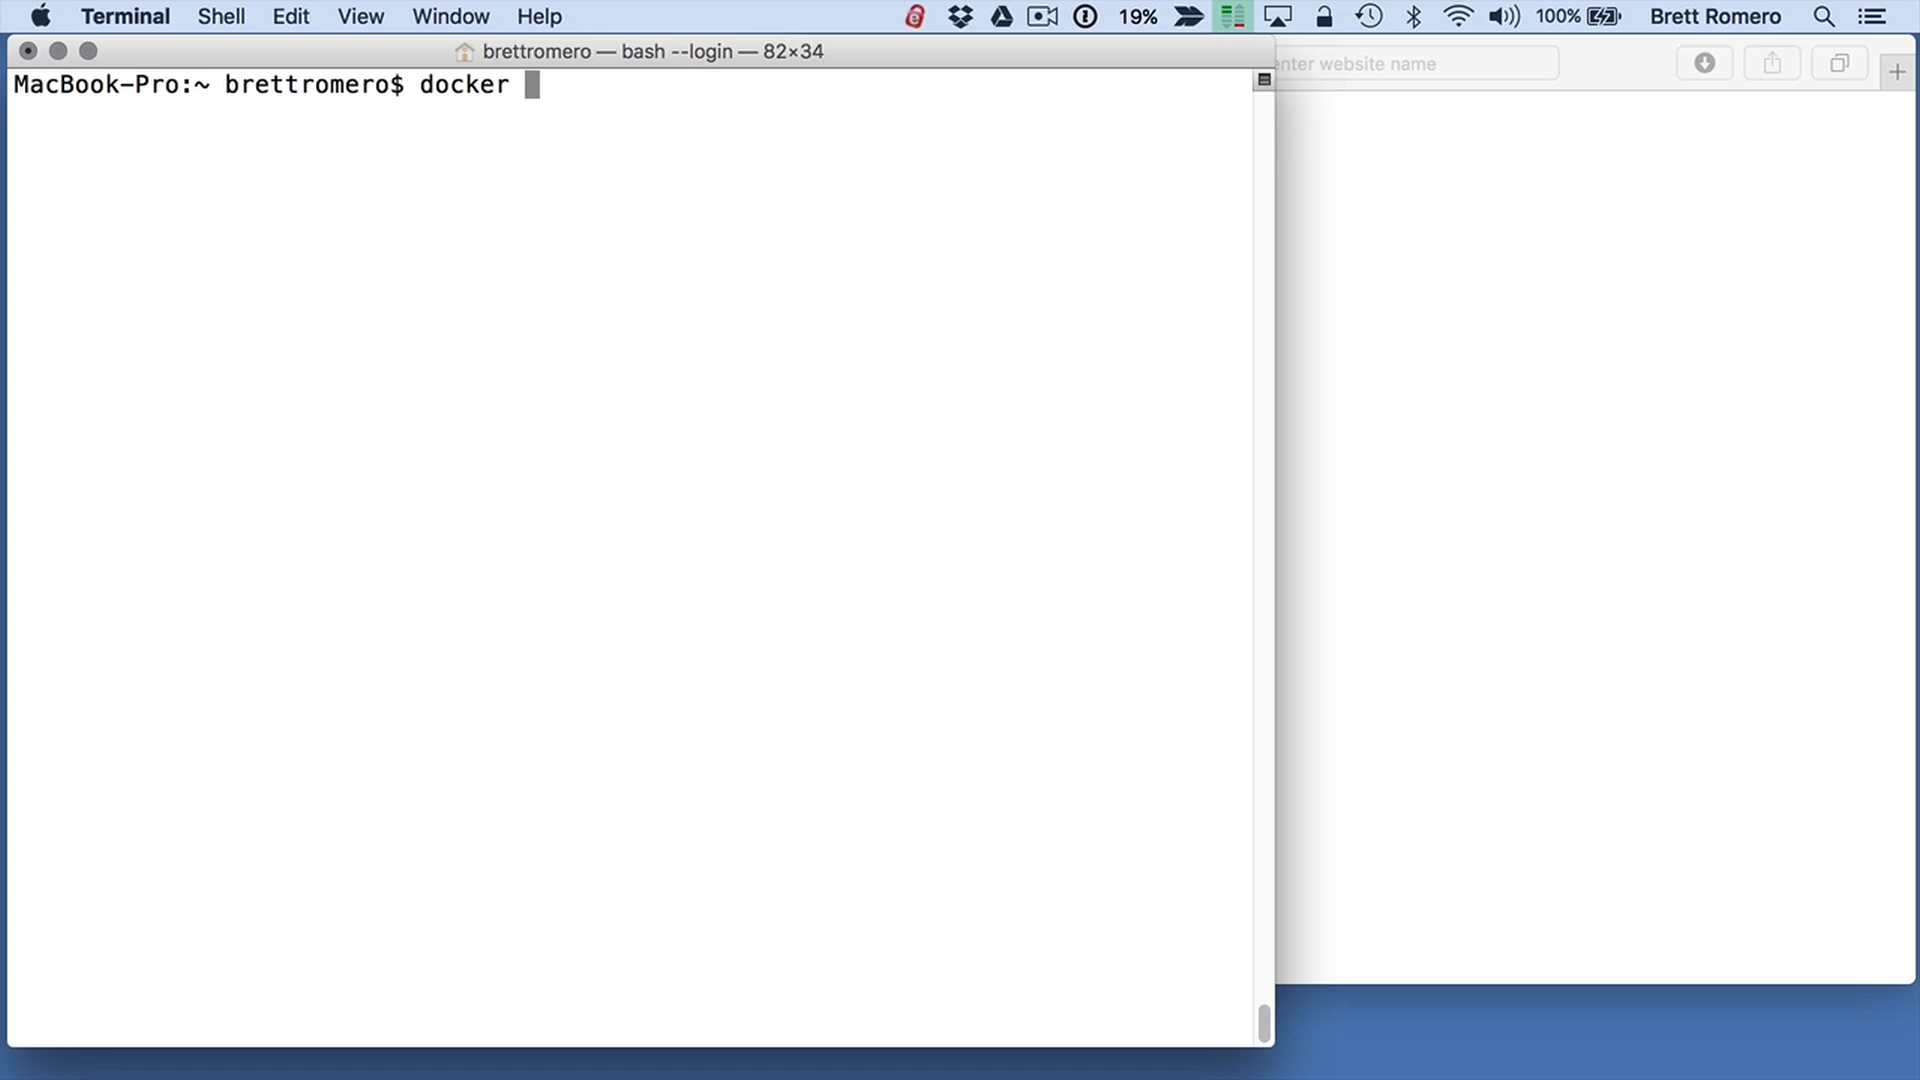 Terminal Shell Edit View Window Help 19% 100% Brett Romero
brettromero — bash --login — 82×34
enter website name
MacBook-Pro:~ brettromero$ docker